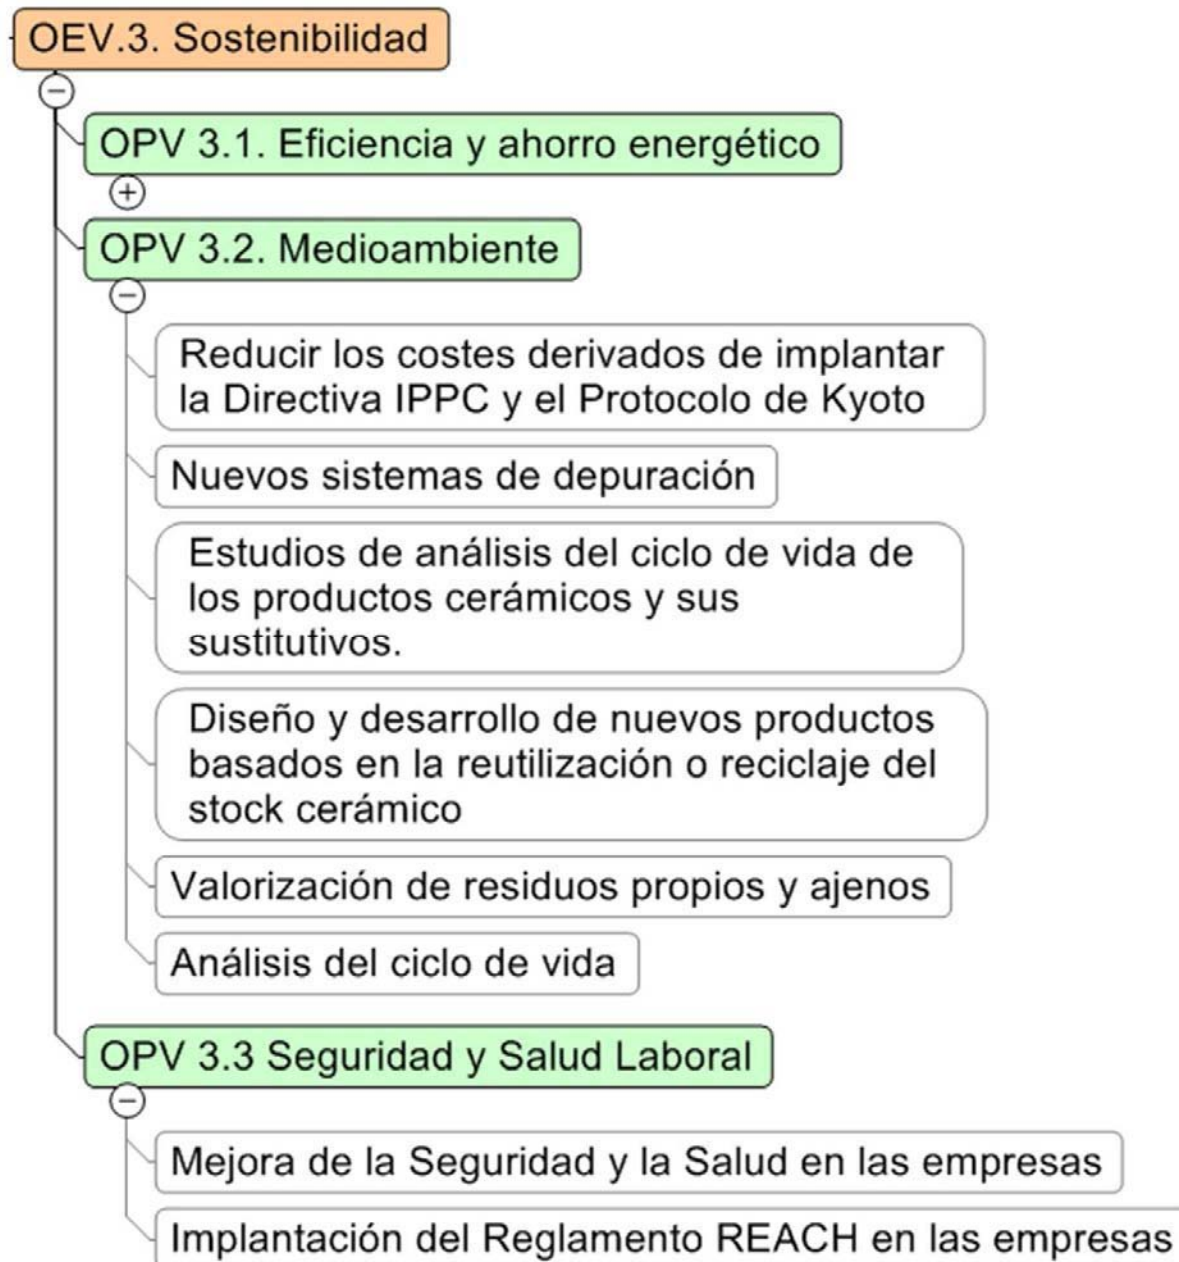 OEV.3. Sostenibilidad
OPV 3.1. Eficiencia y ahorro energético
OPV 3.2. Medioambiente
Reducir los costes derivados de implantar
la Directiva IPPC y el Protocolo de Kyoto
Nuevos sistemas de depuración
Estudios de análisis del ciclo de vida de
los productos cerámicos y sus
sustitutivos.
Diseño y desarrollo de nuevos productos
basados en la reutilización o reciclaje del
stock cerámico
Valorización de residuos propios y ajenos
Análisis del ciclo de vida
OPV 3.3 Seguridad y Salud Laboral
Mejora de la Seguridad y la Salud en las empresas
Implantación del Reglamento REACH en las empresas